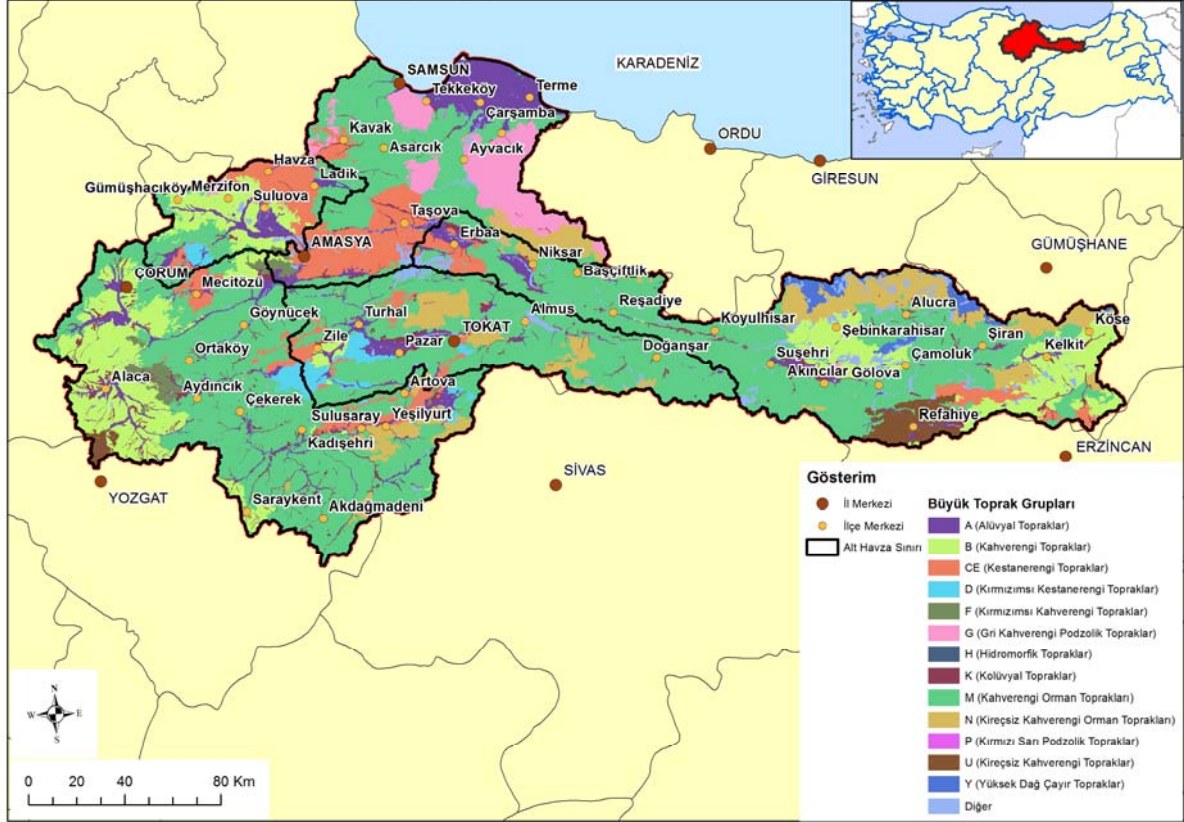 KARADENİZ
SAMSUN
Tekkeköy
Terme
Çarşamba
Kavak
Asarcık
Ayvacık
ORDU
GİRESUN
Havza
Ladik
Gümüşhacıköy
Merzifon
Suluova
Taşova
Erbaa
AMASYA
Niksar
Başçiftlik
GÜMÜŞHANE
ÇORUM
Mecitözü
Göynücek
Turhal
Almus
Reşadiye
Koyulhisar
Alucra
Şebinkarahisar
Şiran
Köse
Zile
Pazar
TOKAT
Ortaköy
Doğanşar
Suşehri
Çamoluk
Kelkit
Akıncılar
Gölova
Alaca
Aydıncık
Çekerek
Artova
Sulusaray
Yeşilyurt
Kadışehri
Refahiye
ERZİNCAN
YOZGAT
SİVAS
Saraykent
Akdağmadeni
Gösterim
İl Merkezi
İlçe Merkezi
Alt Havza Sınırı
Büyük Toprak Grupları
A (Alüvyal Topraklar)
B (Kahverengi Topraklar)
CE (Kestanerengi Topraklar)
D (Kırmızımsı Kestanerengi Topraklar)
F (Kırmızımsı Kahverengi Topraklar)
G (Gri Kahverengi Podzolik Topraklar)
H (Hidromorfik Topraklar)
K (Kolüvyal Topraklar)
M (Kahverengi Orman Toprakları)
N (Kireçsiz Kahverengi Orman Toprakları)
P (Kırmızı Sarı Podzolik Topraklar)
U (Kireçsiz Kahverengi Topraklar)
Y (Yüksek Dağ Çayır Topraklar)
Diğer
N
W E
S
0 20 40 80 Km